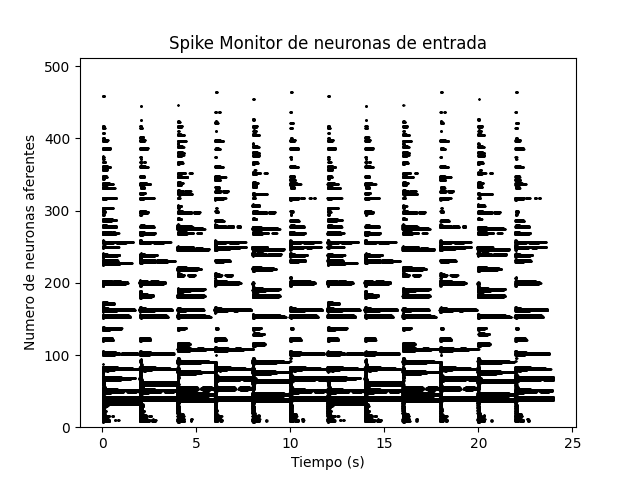 Spike Monitor de neuronas de entrada
Numero de neuronas aferentes
500
400
300
200
100
0
0 5 10 15 20 25
Tiempo (s)